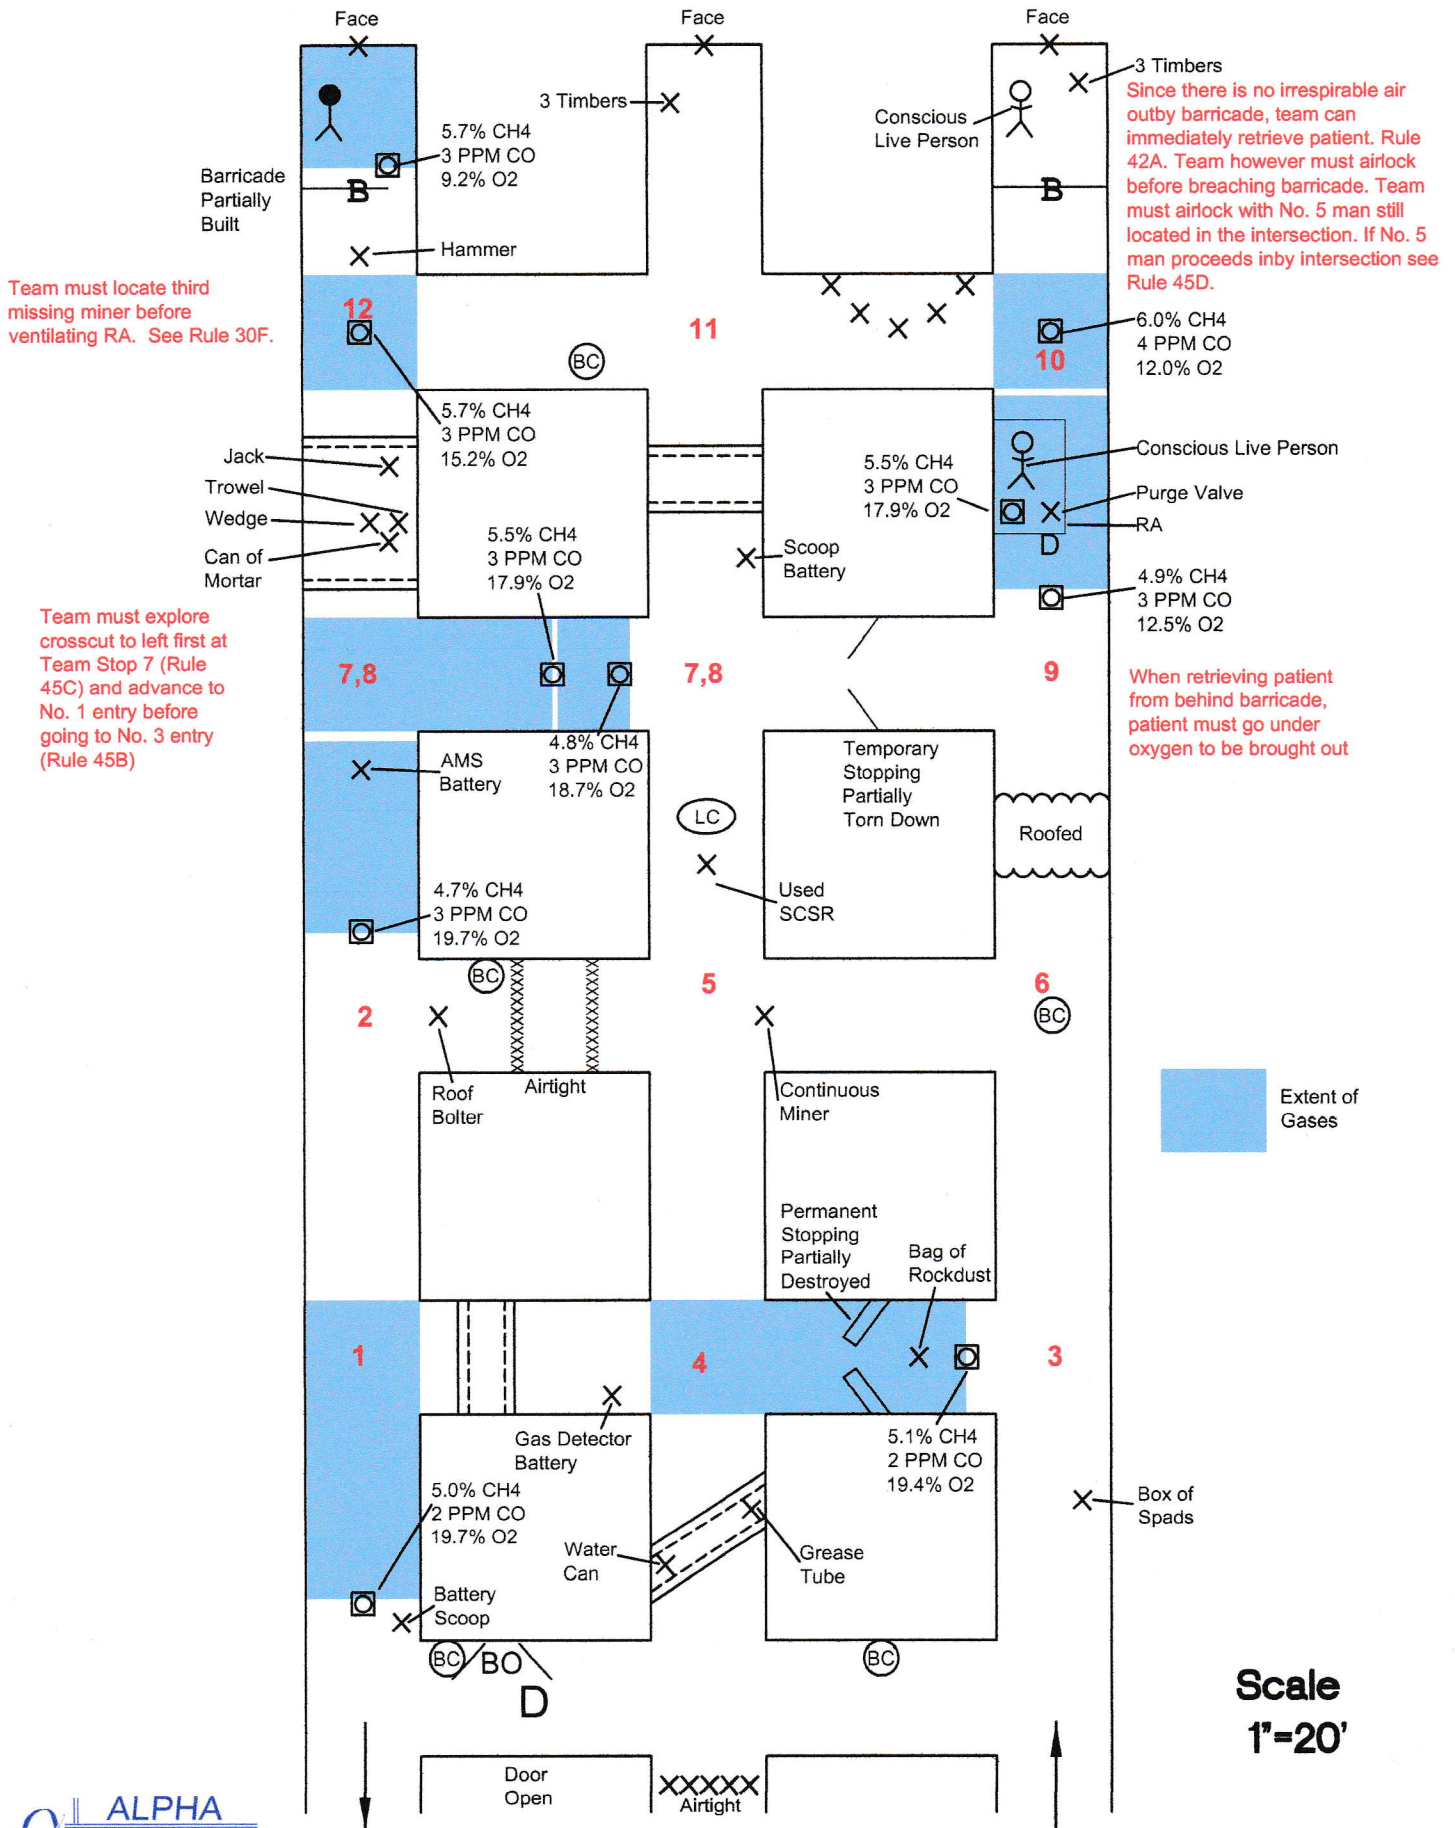 Face
Face
Face
3 Timbers
3 Timbers
Conscious
Live Person
Since there is no irrespirable air
outby barricade, team can
immediately retrieve patient. Rule
42A. Team however must airlock
before breaching barricade. Team
must airlock with No. 5 man still
located in the intersection. If No. 5
man proceeds inby intersection see
Rule 45D.
5.7% CH4
3 PPM CO
9.2% O2
Barricade
Partially
Built
B
B
Hammer
Team must locate third
missing miner before
ventilating RA. See Rule 30F.
12
11
10
6.0% CH4
4 PPM CO
12.0% O2
BC
5.7% CH4
3 PPM CO
15.2% O2
Jack
Trowel
Wedge
Can of
Mortar
5.5% CH4
3 PPM CO
17.9% O2
5.5% CH4
3 PPM CO
17.9% O2
Conscious Live Person
Purge Valve
RA
D
Scoop
Battery
4.9% CH4
3 PPM CO
12.5% O2
Team must explore
crosscut to left first at
Team Stop 7 (Rule
45C) and advance to
No. 1 entry before
going to No. 3 entry
(Rule 45B)
7,8
7,8
9
When retrieving patient
from behind barricade,
patient must go under
oxygen to be brought out
4.8% CH4
3 PPM CO
18.7% O2
AMS
Battery
Temporary
Stopping
Partially
Torn Down
LC
Roofed
Used
SCSR
4.7% CH4
3 PPM CO
19.7% O2
BC
2
5
6
BC
Roof
Bolter
Airtight
Continuous
Miner
Extent of
Gases
Permanent
Stopping
Partially
Destroyed
Bag of
Rockdust
1
4
3
Gas Detector
Battery
5.1% CH4
2 PPM CO
19.4% O2
5.0% CH4
2 PPM CO
19.7% O2
Water
Can
Grease
Tube
Box of
Spads
Battery
Scoop
BC
BO
D
BC
Scale
1"=20'
Door
Open
Airtight
ALPHA